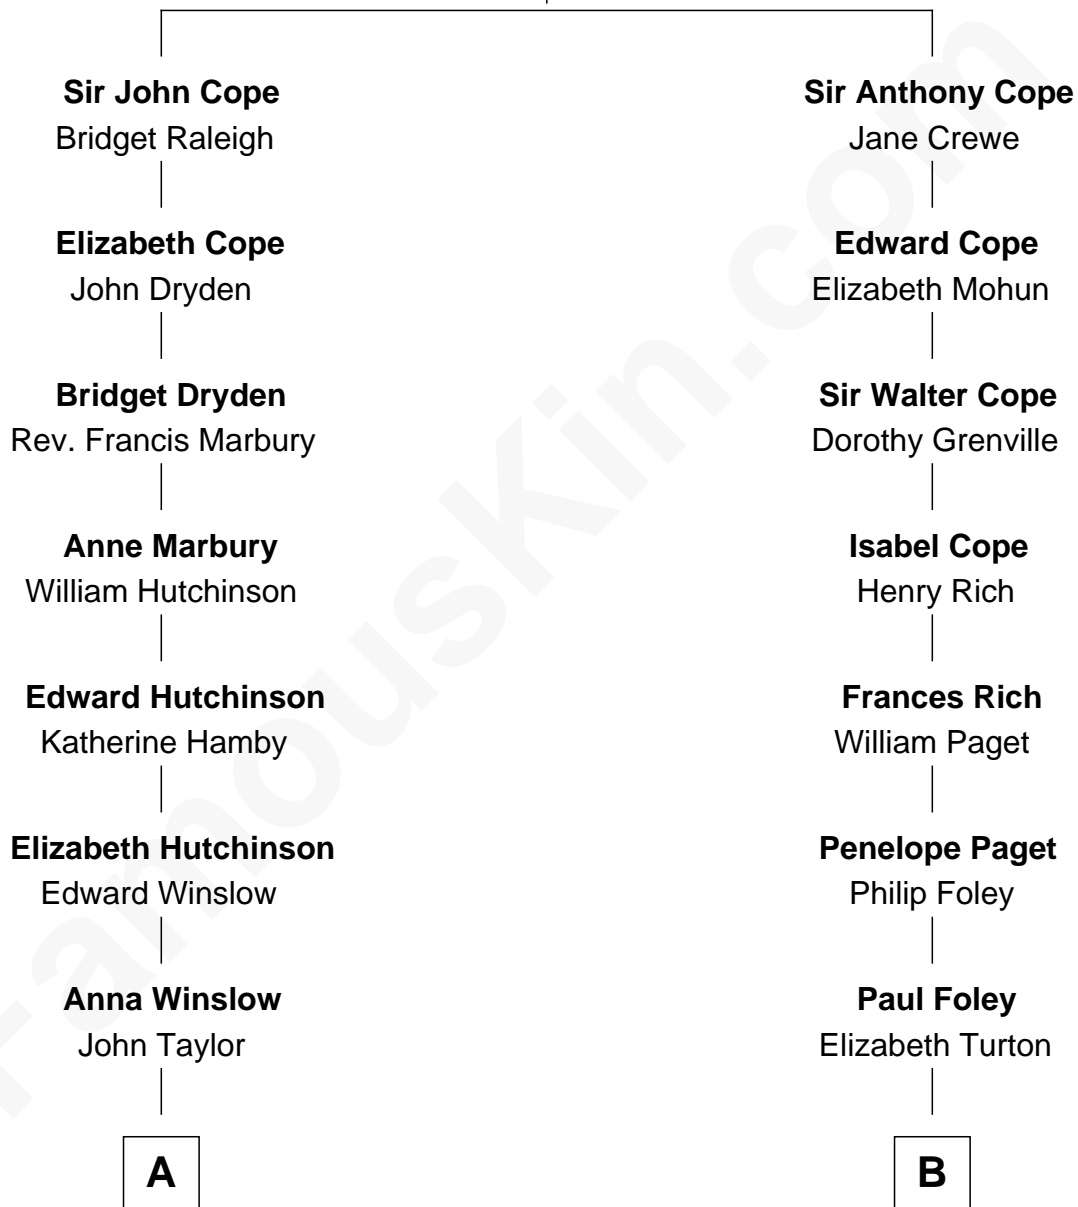 Sir John Cope
Bridget Raleigh
Elizabeth Cope
John Dryden
Bridget Dryden
Rev. Francis Marbury
Anne Marbury
William Hutchinson
Edward Hutchinson
Katherine Hamby
Elizabeth Hutchinson
Edward Winslow
Anna Winslow
John Taylor
A
Sir Anthony Cope
Jane Crewe
Edward Cope
Elizabeth Mohun
Sir Walter Cope
Dorothy Grenville
Isabel Cope
Henry Rich
Frances Rich
William Paget
Penelope Paget
Philip Foley
Paul Foley
Elizabeth Turton
B
FamousKin.com